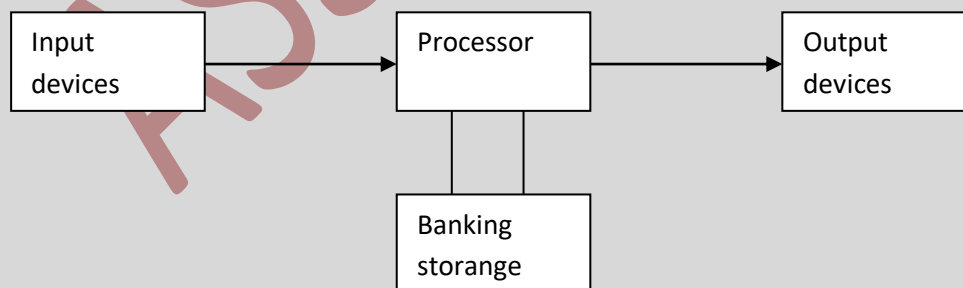 Input
devices
Processor
Output
devices
Banking
storange